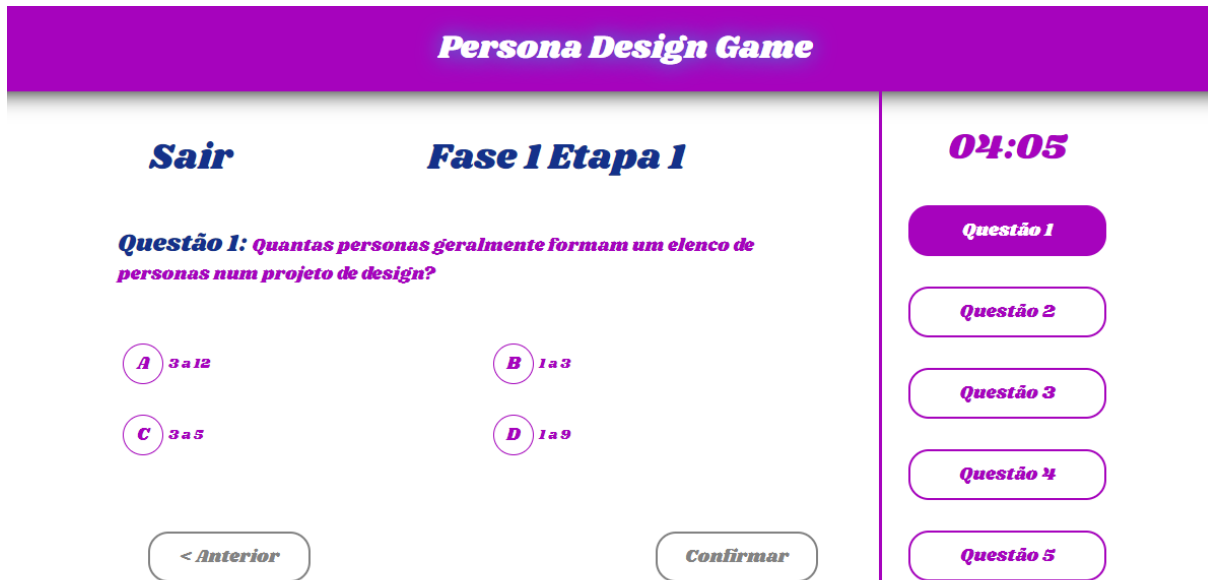 Persona Design Game
Sair
Fase 1 Etapa 1
04:05
Questão 1: Quantas personas geralmente formam um elenco de
personas num projeto de design?
A 3 a 12
B 1 a 3
C 3 a 5
D 1 a 9
< Anterior
Confirmar
Questão 1
Questão 2
Questão 3
Questão 4
Questão 5